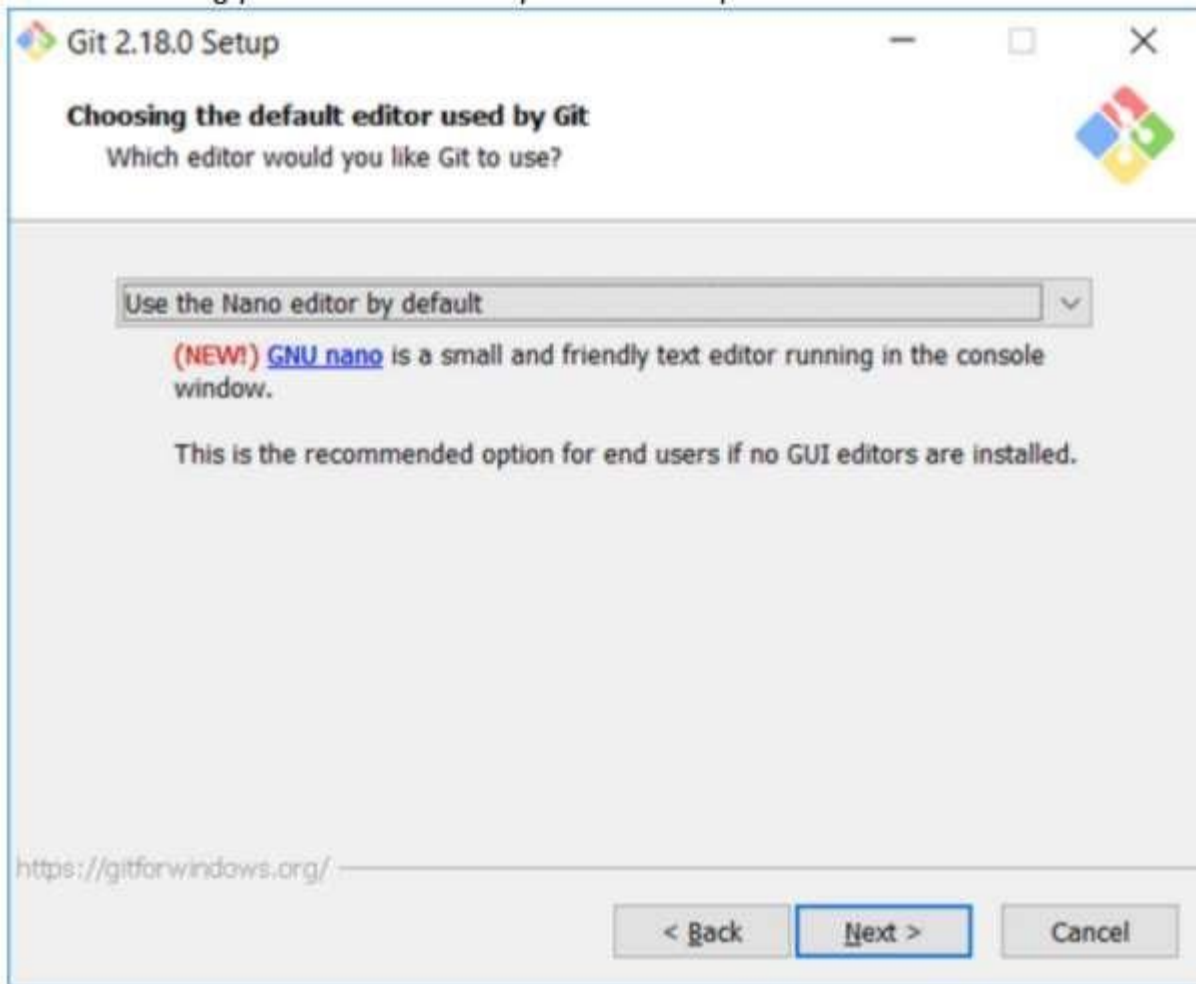 Git 2.18.0 Setup
Choosing the default editor used by Git
Which editor would you like Git to use?
Use the Nano editor by default
(NEW!) GNU nano is a small and friendly text editor running in the console
window.
This is the recommended option for end users if no GUI editors are installed.
https://gitforwindows.org/
< Back
Next >
Cancel